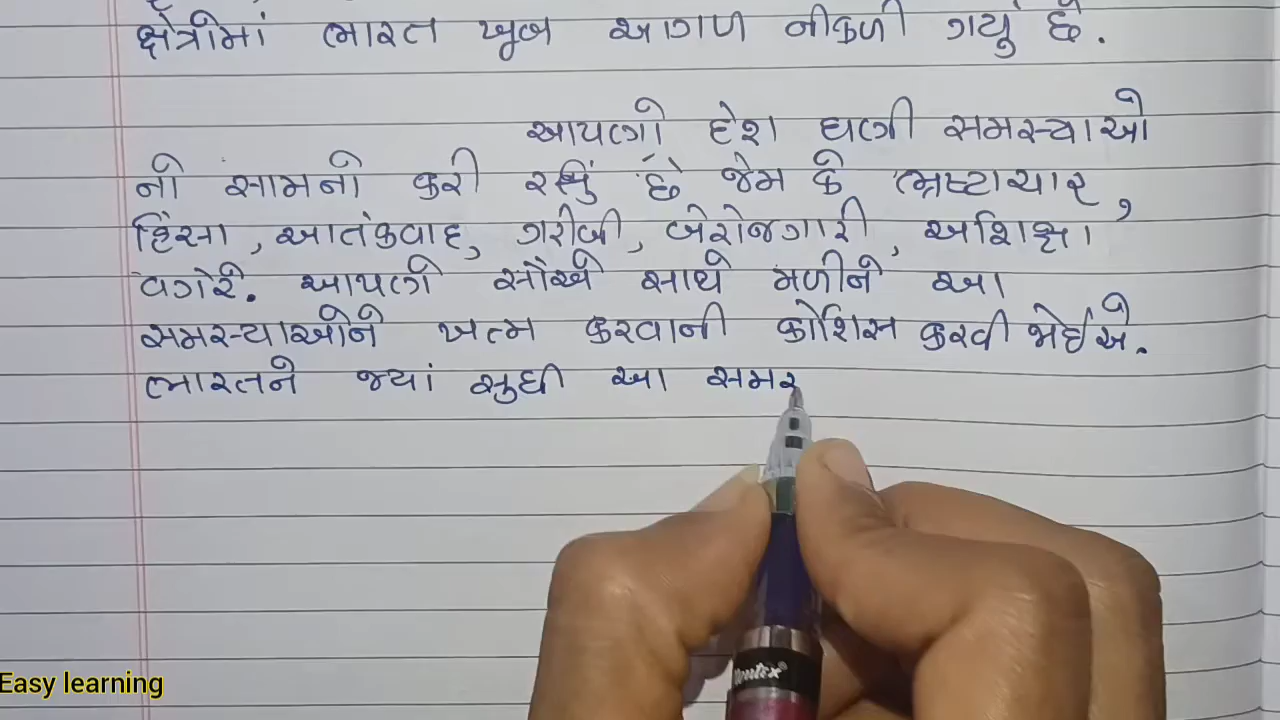 ક્ષેત્રોમાં ભારત ખૂબ આગળ નીકળી ગયું છે.
આપણો દેશ ઘણી સમસ્યાઓ
નો સામનો કરી રહ્યું છે જેમ કે ભ્રષ્ટાચાર,
હિંસા, આતંકવાદ, ગરીબી, બેરોજગારી, અશિક્ષા
વગેરે. આપણે સૌએ સાથે મળીને આ
સમસ્યાઓને ખત્મ કરવાની કોશિસ કરવી જોઈએ.
ભારતને જ્યાં સુધી આ સમર
Easy learning